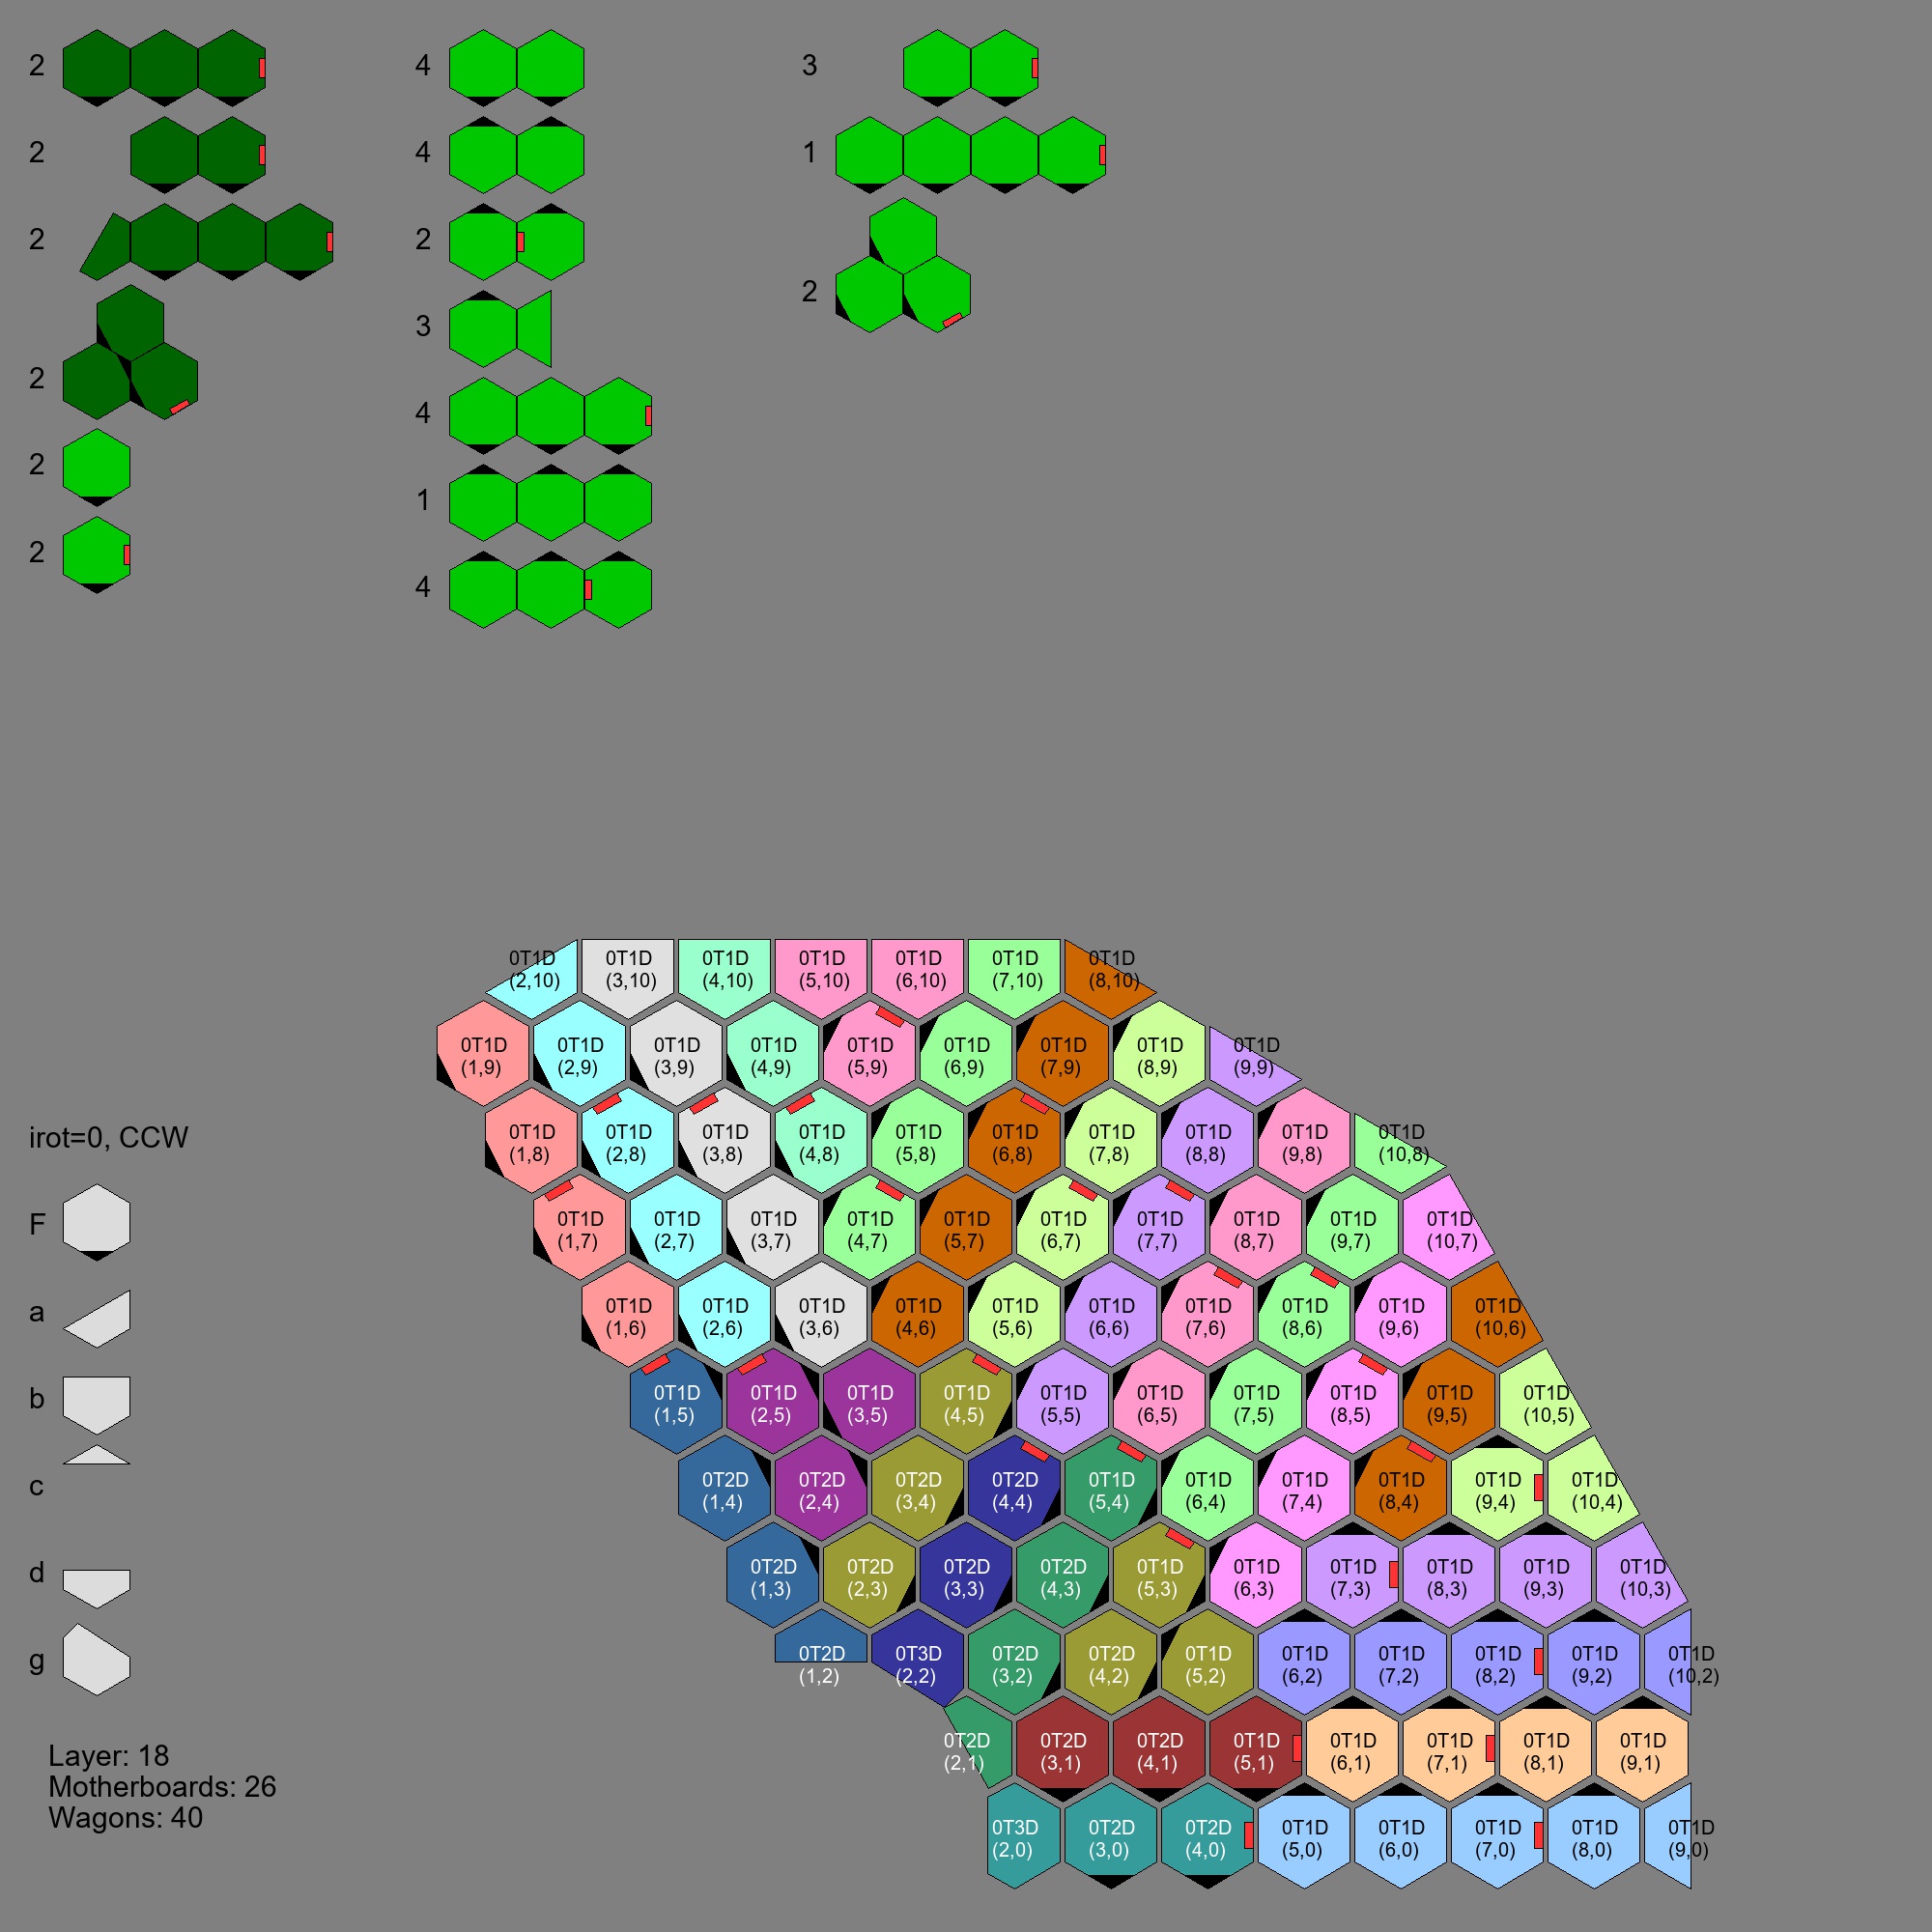 2
4
3
2
4
1
2
2
2
2
3
2
4
2
1
2
4
0T1D
(2,10)
0T1D
(3,10)
0T1D
(4,10)
0T1D
(5,10)
0T1D
(6,10)
0T1D
(7,10)
0T1D
(8,10)
0T1D
(1,9)
0T1D
(2,9)
0T1D
(3,9)
0T1D
(4,9)
0T1D
(5,9)
0T1D
(6,9)
0T1D
(7,9)
0T1D
(8,9)
0T1D
(9,9)
0T1D
(1,8)
0T1D
(2,8)
0T1D
(3,8)
0T1D
(4,8)
0T1D
(5,8)
0T1D
(6,8)
0T1D
(7,8)
0T1D
(8,8)
0T1D
(9,8)
0T1D
(10,8)
0T1D
(1,7)
0T1D
(2,7)
0T1D
(3,7)
0T1D
(4,7)
0T1D
(5,7)
0T1D
(6,7)
0T1D
(7,7)
0T1D
(8,7)
0T1D
(9,7)
0T1D
(10,7)
0T1D
(1,6)
0T1D
(2,6)
0T1D
(3,6)
0T1D
(4,6)
0T1D
(5,6)
0T1D
(6,6)
0T1D
(7,6)
0T1D
(8,6)
0T1D
(9,6)
0T1D
(10,6)
0T1D
(1,5)
0T1D
(2,5)
0T1D
(3,5)
0T1D
(4,5)
0T1D
(5,5)
0T1D
(6,5)
0T1D
(7,5)
0T1D
(8,5)
0T1D
(9,5)
0T1D
(10,5)
0T2D
(1,4)
0T2D
(2,4)
0T2D
(3,4)
0T2D
(4,4)
0T1D
(5,4)
0T1D
(6,4)
0T1D
(7,4)
0T1D
(8,4)
0T1D
(9,4)
0T1D
(10,4)
0T2D
(1,3)
0T2D
(2,3)
0T2D
(3,3)
0T2D
(4,3)
0T1D
(5,3)
0T1D
(6,3)
0T1D
(7,3)
0T1D
(8,3)
0T1D
(9,3)
0T1D
(10,3)
0T2D
(1,2)
0T3D
(2,2)
0T2D
(3,2)
0T2D
(4,2)
0T1D
(5,2)
0T1D
(6,2)
0T1D
(7,2)
0T1D
(8,2)
0T1D
(9,2)
0T1D
(10,2)
0T2D
(2,1)
0T2D
(3,1)
0T2D
(4,1)
0T1D
(5,1)
0T1D
(6,1)
0T1D
(7,1)
0T1D
(8,1)
0T1D
(9,1)
0T3D
(2,0)
0T2D
(3,0)
0T2D
(4,0)
0T1D
(5,0)
0T1D
(6,0)
0T1D
(7,0)
0T1D
(8,0)
0T1D
(9,0)
irot=0, CCW
F
a
b
c
d
g
Layer: 18
Motherboards: 26
Wagons: 40